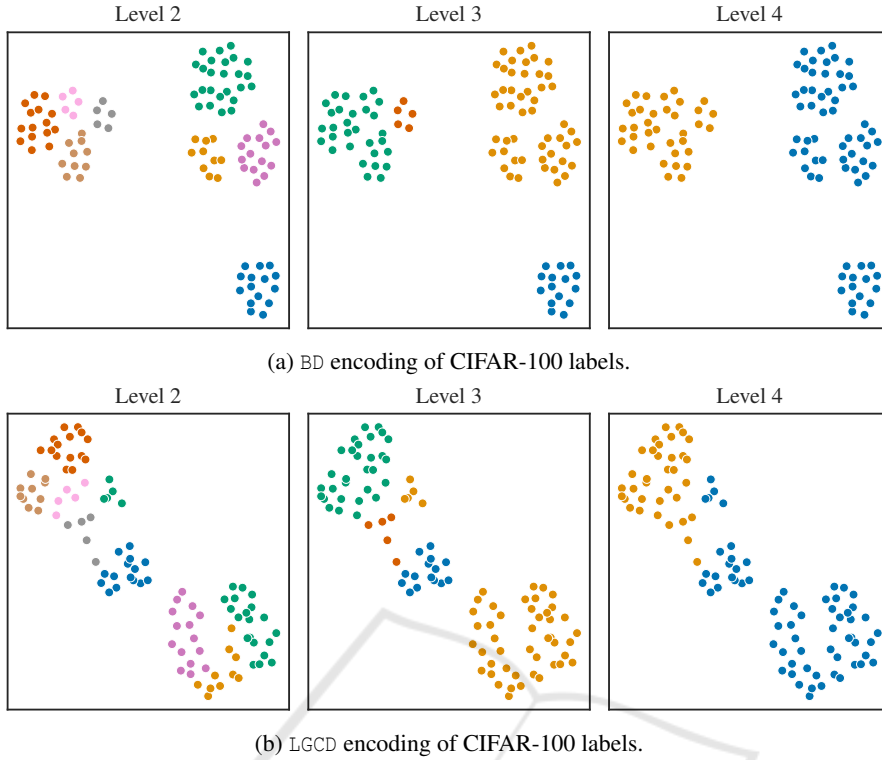 Level 2 Level 3 Level 4
(a) BD encoding of CIFAR-100 labels.
Level 2 Level 3 Level 4
(b) LGCD encoding of CIFAR-100 labels.